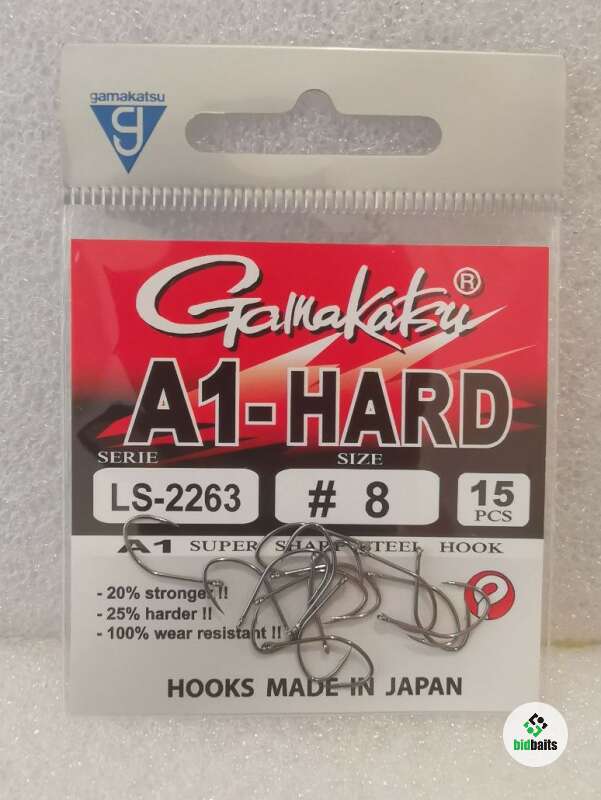 gamakatsu
g
Gamakatsu®
A1-HARD
SERIE SIZE
LS-2263 # 8 15
PCS
A1 SUPER SHARP STEEL HOOK
- 20% stronger !!
- 25% harder !!
- 100% wear resistant !!
HOOKS MADE IN JAPAN
bidbaits